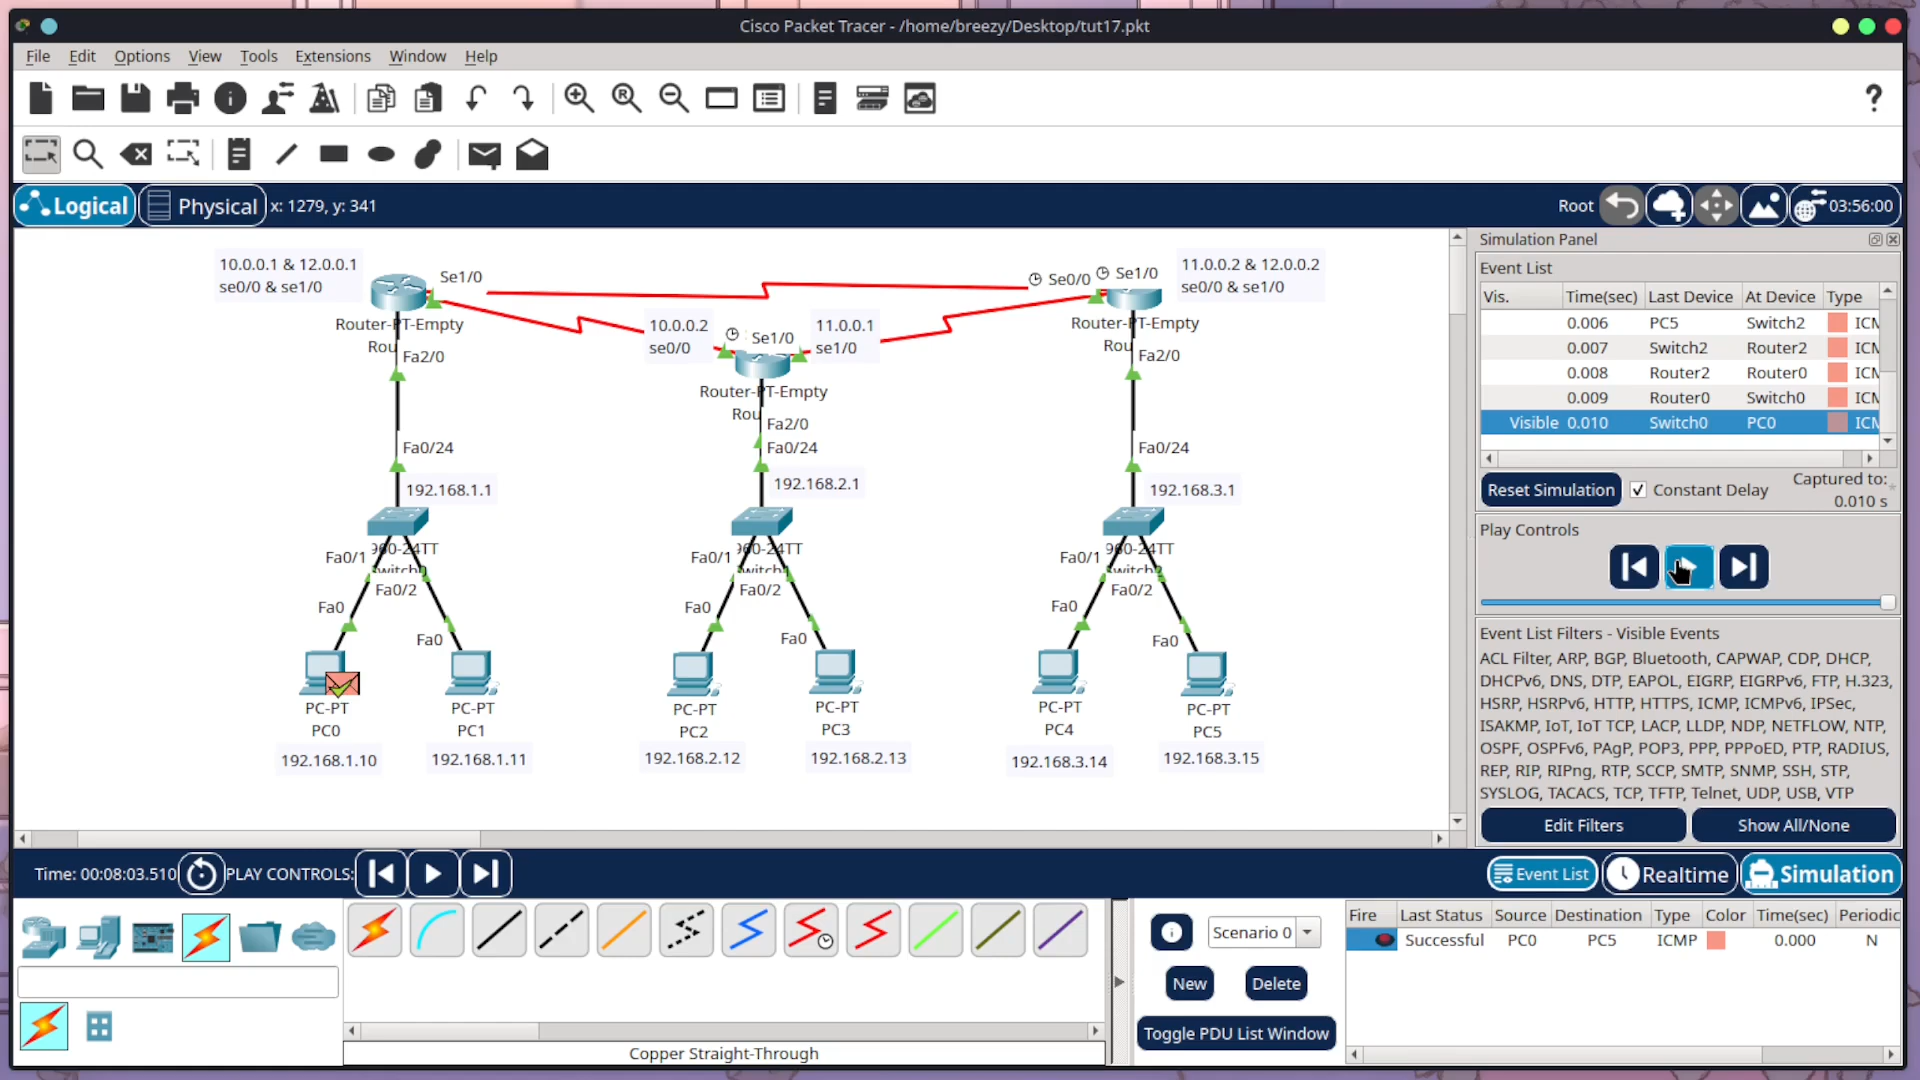 Cisco Packet Tracer - /home/breezy/Desktop/tut17.pkt
File Edit Options View Tools Extensions Window Help
Logical Physical x: 1279, y: 341 Root 03:56:00
10.0.0.1 & 12.0.0.1
se0/0 & se1/0
Se1/0
Se0/0
Se1/0
11.0.0.2 & 12.0.0.2
se0/0 & se1/0
Router-PT-Empty
Rou
Fa2/0
10.0.0.2
se0/0
Se1/0
11.0.0.1
se1/0
Router-PT-Empty
Rou
Fa2/0
Router-PT-Empty
Rou
Fa2/0
Fa0/24
Fa0/24
Fa0/24
192.168.1.1
192.168.2.1
192.168.3.1
960-24TT
Fa0/1
Fa0/2
Fa0
Fa0
960-24TT
Fa0/1
Fa0/2
Fa0
Fa0
960-24TT
Fa0/1
Fa0/2
Fa0
Fa0
PC-PT
PC0
PC-PT
PC1
PC-PT
PC2
PC-PT
PC3
PC-PT
PC4
PC-PT
PC5
192.168.1.10
192.168.1.11
192.168.2.12
192.168.2.13
192.168.3.14
192.168.3.15
Simulation Panel
Event List
Vis. Time(sec) Last Device At Device Type
0.006 PC5 Switch2 ICM
0.007 Switch2 Router2 ICM
0.008 Router2 Router0 ICM
0.009 Router0 Switch0 ICM
Visible 0.010 Switch0 PC0 ICM
Reset Simulation Constant Delay
Captured to:
0.010 s
Play Controls
Event List Filters - Visible Events
ACL Filter, ARP, BGP, Bluetooth, CAPWAP, CDP, DHCP,
DHCPv6, DNS, DTP, EAPOL, EIGRP, EIGRPv6, FTP, H.323,
HSRP, HSRPv6, HTTP, HTTPS, ICMP, ICMPv6, IPSec,
ISAKMP, IoT, IoT TCP, LACP, LLDP, NDP, NETFLOW, NTP,
OSPF, OSPFv6, PAgP, POP3, PPP, PPPoED, PTP, RADIUS,
REP, RIP, RIPng, RTP, SCCP, SMTP, SNMP, SSH, STP,
SYSLOG, TACACS, TCP, TFTP, Telnet, UDP, USB, VTP
Edit Filters Show All/None
Time: 00:08:03.510 PLAY CONTROLS: Event List Realtime Simulation
Scenario 0
New Delete
Toggle PDU List Window
Fire Last Status Source Destination Type Color Time(sec) Periodic
Successful PC0 PC5 ICMP 0.000 N
Copper Straight-Through